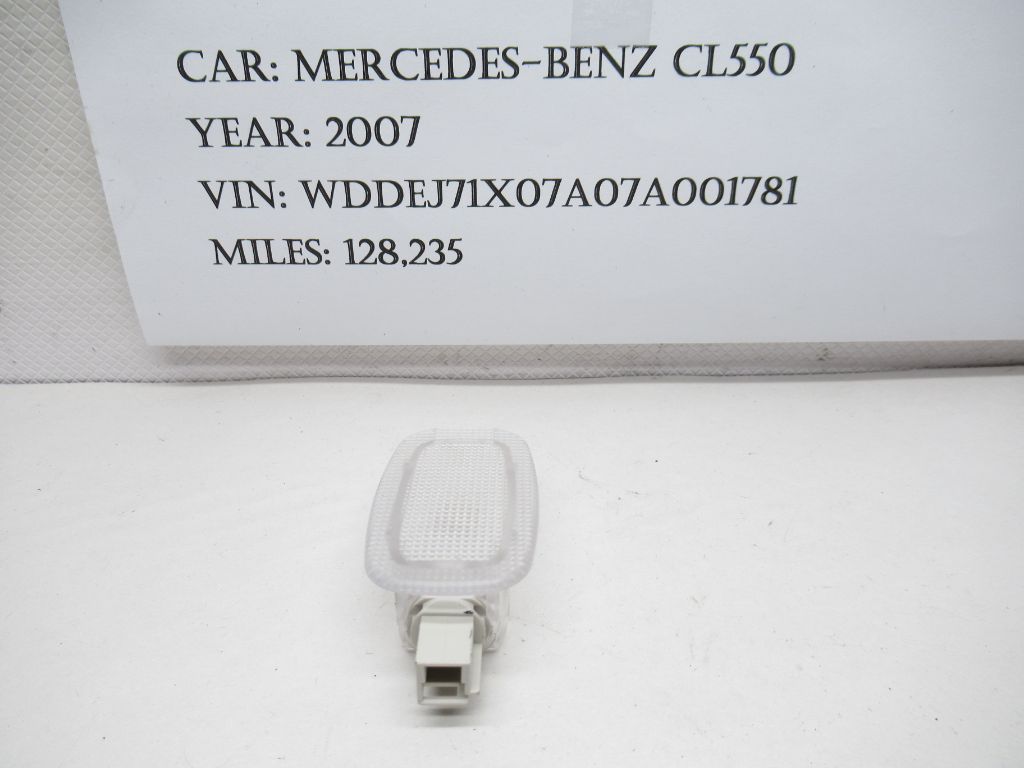 CAR: MERCEDES-BENZ CL550
YEAR: 2007
VIN: WDDEJ71X07A07A001781
MILES: 128,235